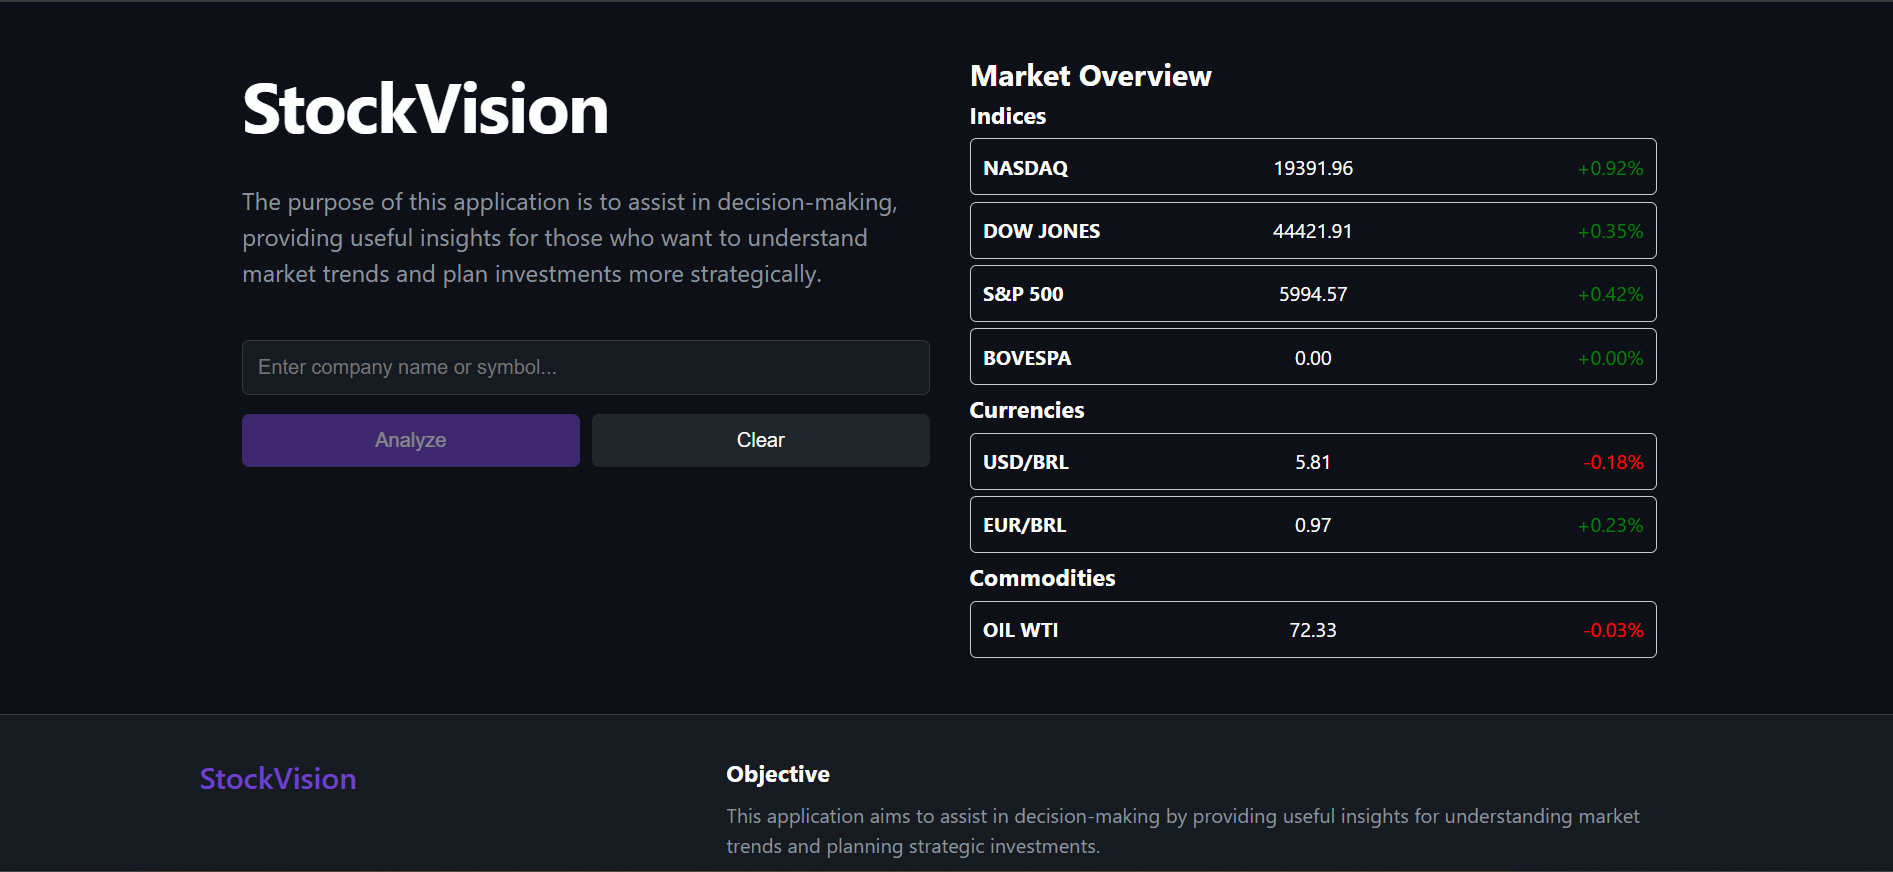 StockVision
The purpose of this application is to assist in decision-making,
providing useful insights for those who want to understand
market trends and plan investments more strategically.
Enter company name or symbol...
Analyze Clear
Market Overview
Indices
NASDAQ 19391.96 +0.92%
DOW JONES 44421.91 +0.35%
S&P 500 5994.57 +0.42%
BOVESPA 0.00 +0.00%
Currencies
USD/BRL 5.81 -0.18%
EUR/BRL 0.97 +0.23%
Commodities
OIL WTI 72.33 -0.03%
StockVision
Objective
This application aims to assist in decision-making by providing useful insights for understanding market
trends and planning strategic investments.